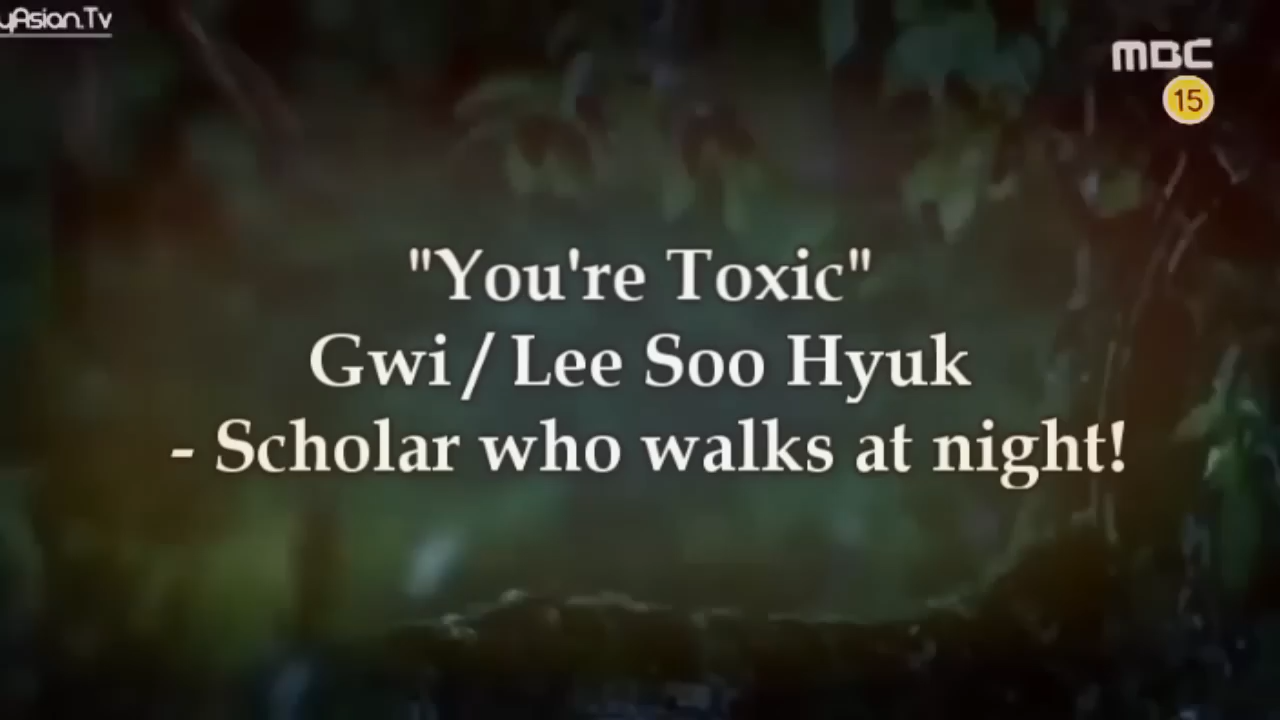 yAsian.Tv
MBC
15
"You're Toxic"
Gwi / Lee Soo Hyuk
- Scholar who walks at night!